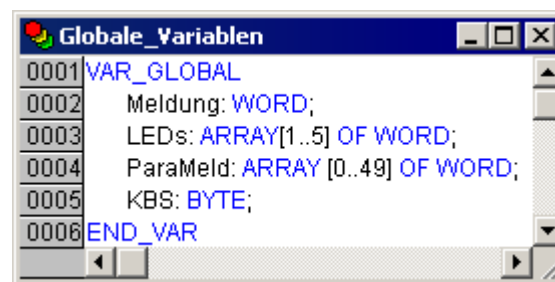 Globale_Variablen
0001 VAR_GLOBAL
0002 Meldung: WORD;
0003 LEDs: ARRAY[1..5] OF WORD;
0004 ParaMeld: ARRAY [0..49] OF WORD;
0005 KBS: BYTE;
0006 END_VAR